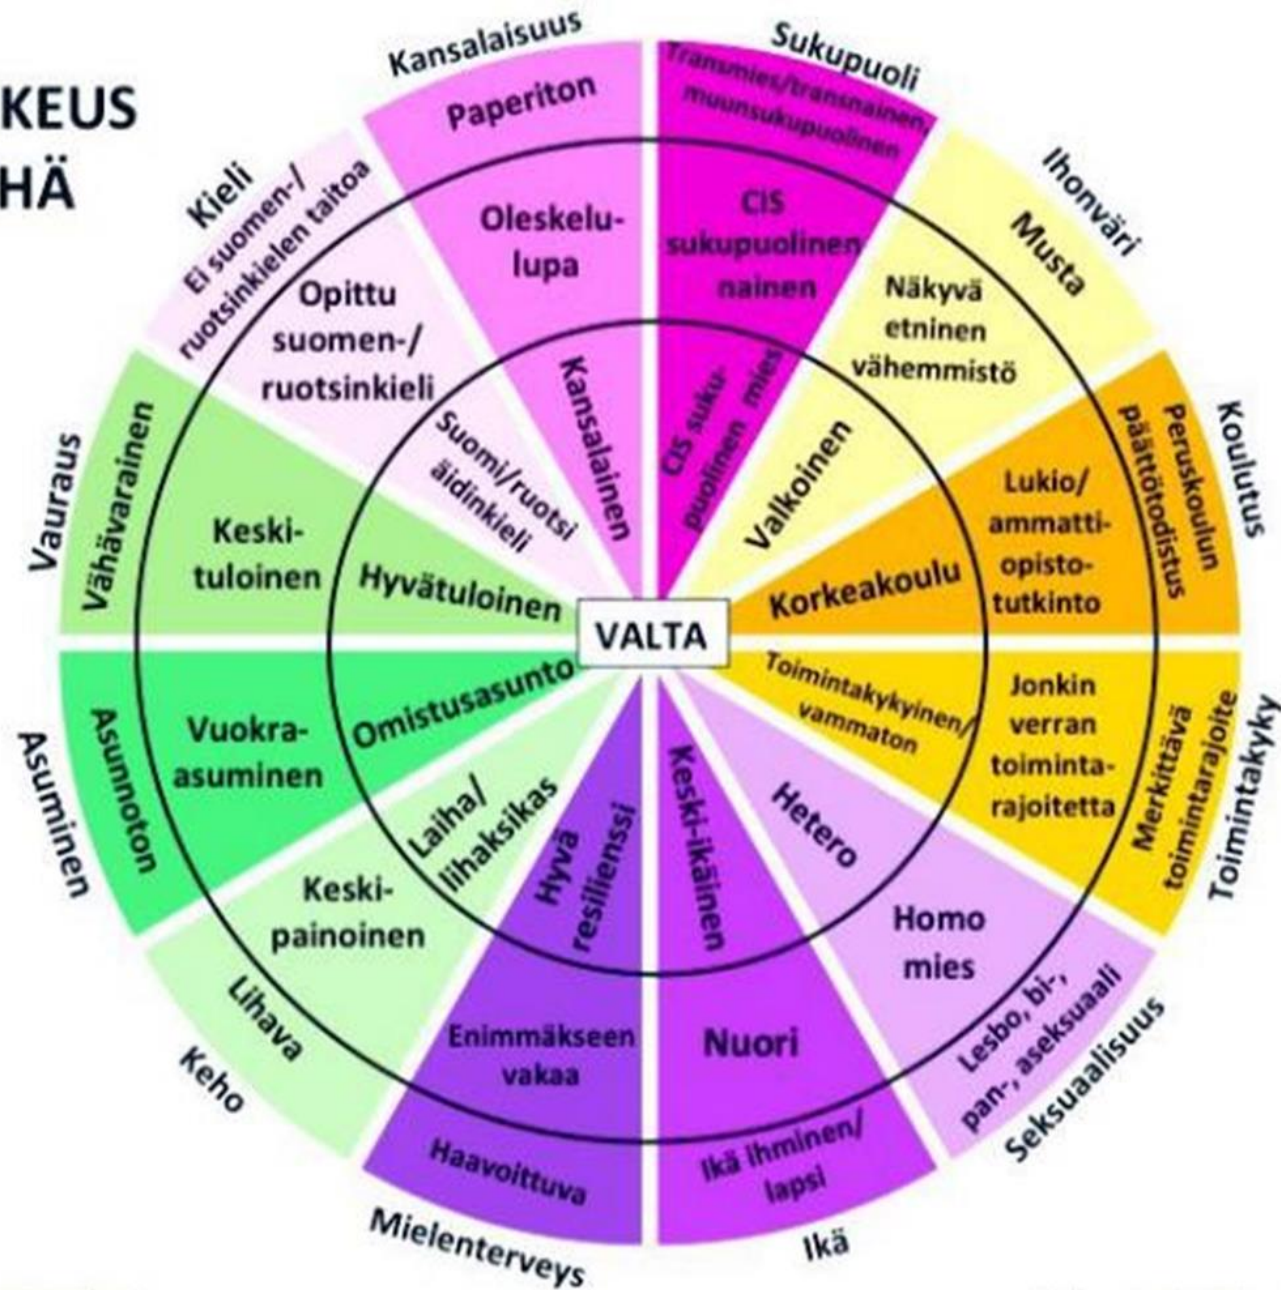 KEUS
HÄ
Kansalaisuus
Paperiton
Oleskelu-
lupa
Kansalainen
Sukupuoli
Transmies/transnainen,
muunsukupuolinen
CIS
sukupuolinen
nainen
CIS suku-
puolinen mies
Ihonväri
Musta
Näkyvä
etninen
vähemmistö
Valkoinen
Koulutus
Peruskoulun
päättötodistus
Lukio/
ammatti-
opisto-
tutkinto
Korkeakoulu
Toimintakyky
Merkittävä
toimintarajoite
Jonkin
verran
toiminta-
rajoitetta
Toimintakykyinen/
vammaton
Seksuaalisuus
Lesbo, bi-,
pan-, aseksuaali
Homo
mies
Hetero
Ikä
Ikä ihminen/
lapsi
Nuori
Keski-ikäinen
Mielenterveys
Haavoittuva
Enimmäkseen
vakaa
Hyvä
resilienssi
Keho
Lihava
Keski-
painoinen
Laiha/
lihaksikas
Asuminen
Asunnoton
Vuokra-
asuminen
Omistusasunto
Vauraus
Vähävarainen
Keski-
tuloinen
Hyvätuloinen
Kieli
Ei suomen-/
ruotsinkielen taitoa
Opittu
suomen-/
ruotsinkieli
Suomi/ruotsi
äidinkieli
VALTA